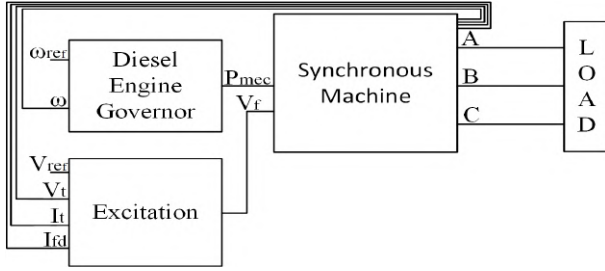 ωref
ω
Diesel
Engine
Governor
Pmec
Vf
Synchronous
Machine
A
B
C
L
O
A
D
Vref
Vt
It
Ifd
Excitation